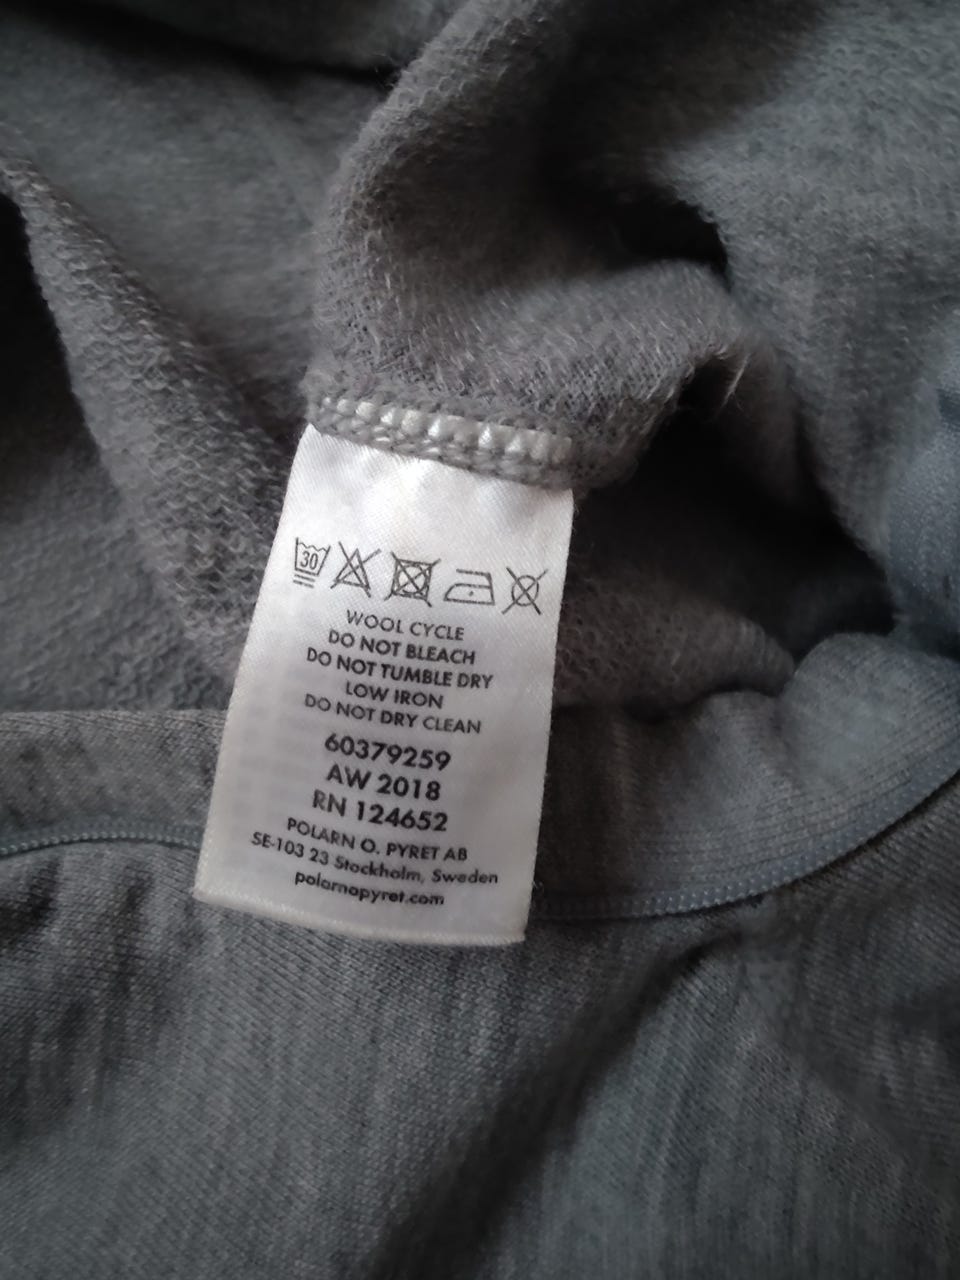 30
WOOL CYCLE
DO NOT BLEACH
DO NOT TUMBLE DRY
LOW IRON
DO NOT DRY CLEAN
60379259
AW 2018
RN 124652
POLARN O. PYRET AB
SE-103 23 Stockholm, Sweden
polarnopyret.com